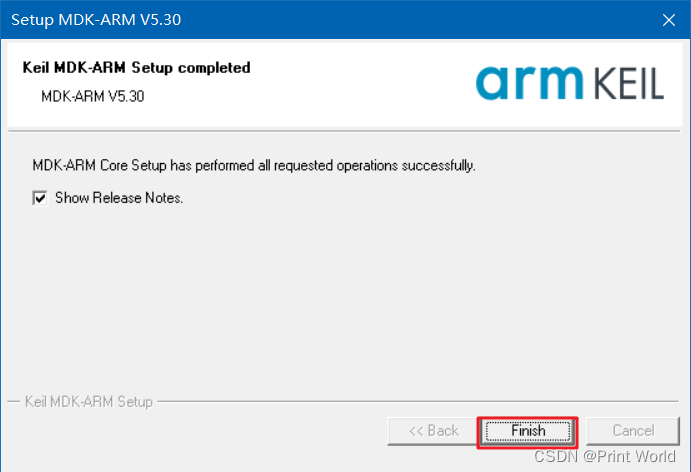 Setup MDK-ARM V5.30
Keil MDK-ARM Setup completed
MDK-ARM V5.30
arm KEIL
MDK-ARM Core Setup has performed all requested operations successfully.
Show Release Notes.
Keil MDK-ARM Setup
<< Back Finish Cancel
CSDN @Print World